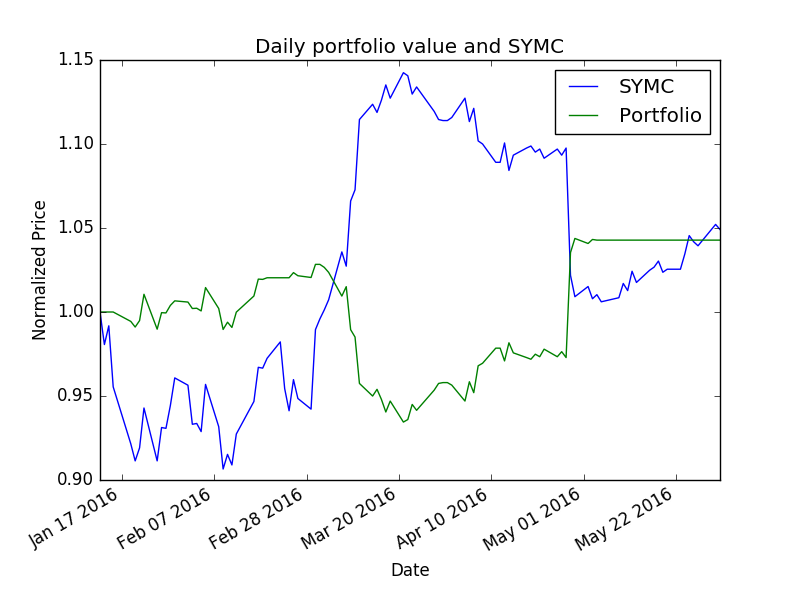 Daily portfolio value and SYMC
1.15
1.10
1.05
1.00
0.95
0.90
Normalized Price
SYMC
Portfolio
Jan 17 2016
Feb 07 2016
Feb 28 2016
Mar 20 2016
Apr 10 2016
May 01 2016
May 22 2016
Date